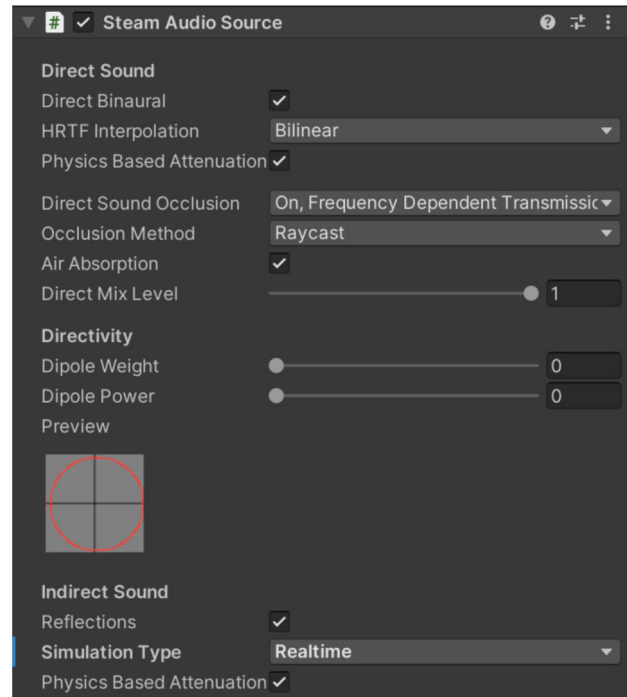 # Steam Audio Source
Direct Sound
Direct Binaural
HRTF Interpolation Bilinear
Physics Based Attenuation
Direct Sound Occlusion On, Frequency Dependent Transmissic
Occlusion Method Raycast
Air Absorption
Direct Mix Level 1
Directivity
Dipole Weight 0
Dipole Power 0
Preview
Indirect Sound
Reflections
Simulation Type Realtime
Physics Based Attenuation